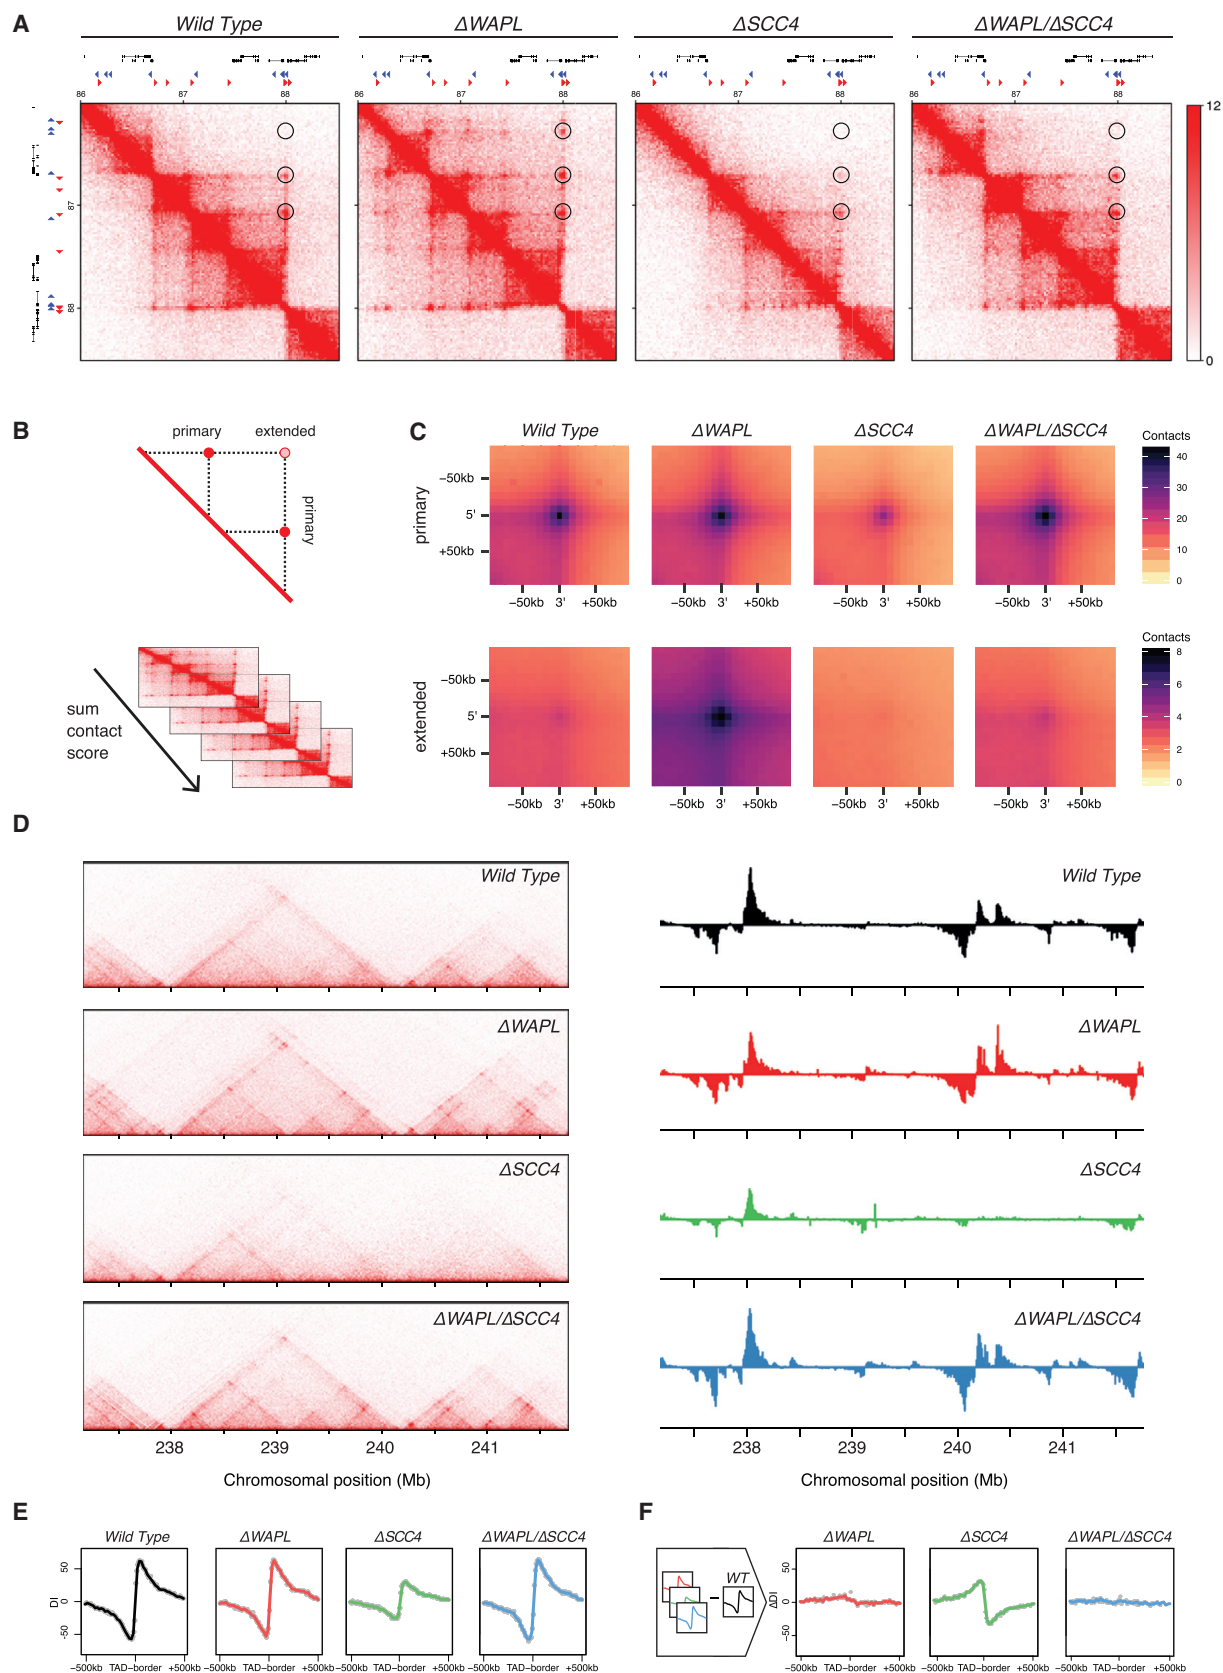 A
Wild Type
ΔWAPL
ΔSCC4
ΔWAPL/ΔSCC4
86 87 88
86 87 88
86 87 88
86 87 88
12
0
87
88
B
primary
extended
primary
sum
contact
score
C
Wild Type
ΔWAPL
ΔSCC4
ΔWAPL/ΔSCC4
Contacts
primary
−50kb
5'
+50kb
40
30
20
10
0
−50kb 3' +50kb
−50kb 3' +50kb
−50kb 3' +50kb
−50kb 3' +50kb
Contacts
extended
−50kb
5'
+50kb
8
6
4
2
0
−50kb 3' +50kb
−50kb 3' +50kb
−50kb 3' +50kb
−50kb 3' +50kb
D
Wild Type
ΔWAPL
ΔSCC4
ΔWAPL/ΔSCC4
238 239 240 241
Chromosomal position (Mb)
Wild Type
ΔWAPL
ΔSCC4
ΔWAPL/ΔSCC4
238 239 240 241
Chromosomal position (Mb)
E
Wild Type
ΔWAPL
ΔSCC4
ΔWAPL/ΔSCC4
DI
50
0
−50
−500kb TAD−border +500kb
−500kb TAD−border +500kb
−500kb TAD−border +500kb
−500kb TAD−border +500kb
F
WT
−
ΔWAPL
ΔSCC4
ΔWAPL/ΔSCC4
ΔDI
50
0
−50
−500kb TAD−border +500kb
−500kb TAD−border +500kb
−500kb TAD−border +500kb